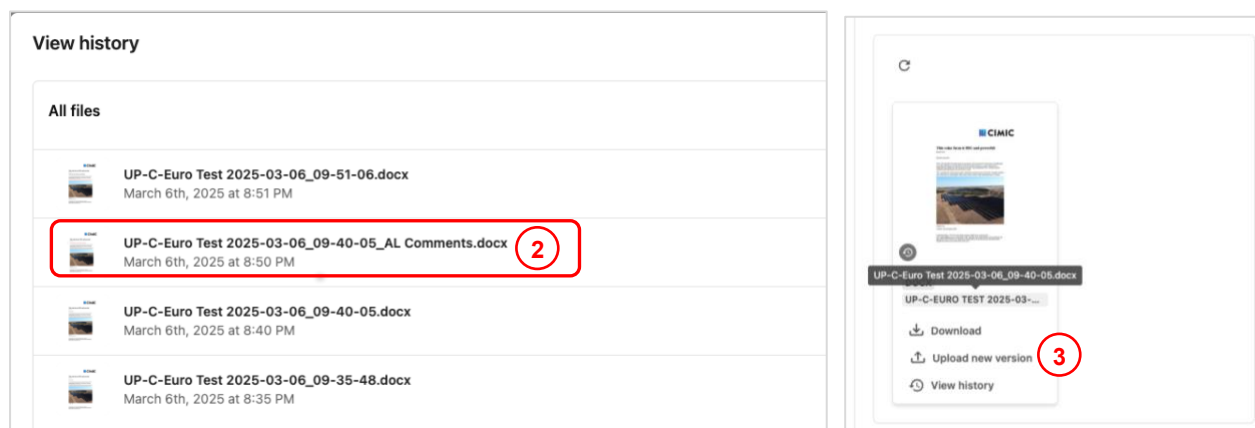 View history
All files
UP-C-Euro Test 2025-03-06_09-51-06.docx
March 6th, 2025 at 8:51 PM
UP-C-Euro Test 2025-03-06_09-40-05_AL Comments.docx
March 6th, 2025 at 8:50 PM
2
UP-C-Euro Test 2025-03-06_09-40-05.docx
March 6th, 2025 at 8:40 PM
UP-C-Euro Test 2025-03-06_09-35-48.docx
March 6th, 2025 at 8:35 PM
CIMIC
UP-C-Euro Test 2025-03-06_09-40-05.docx
UP-C-EURO TEST 2025-03-...
Download
Upload new version
3
View history